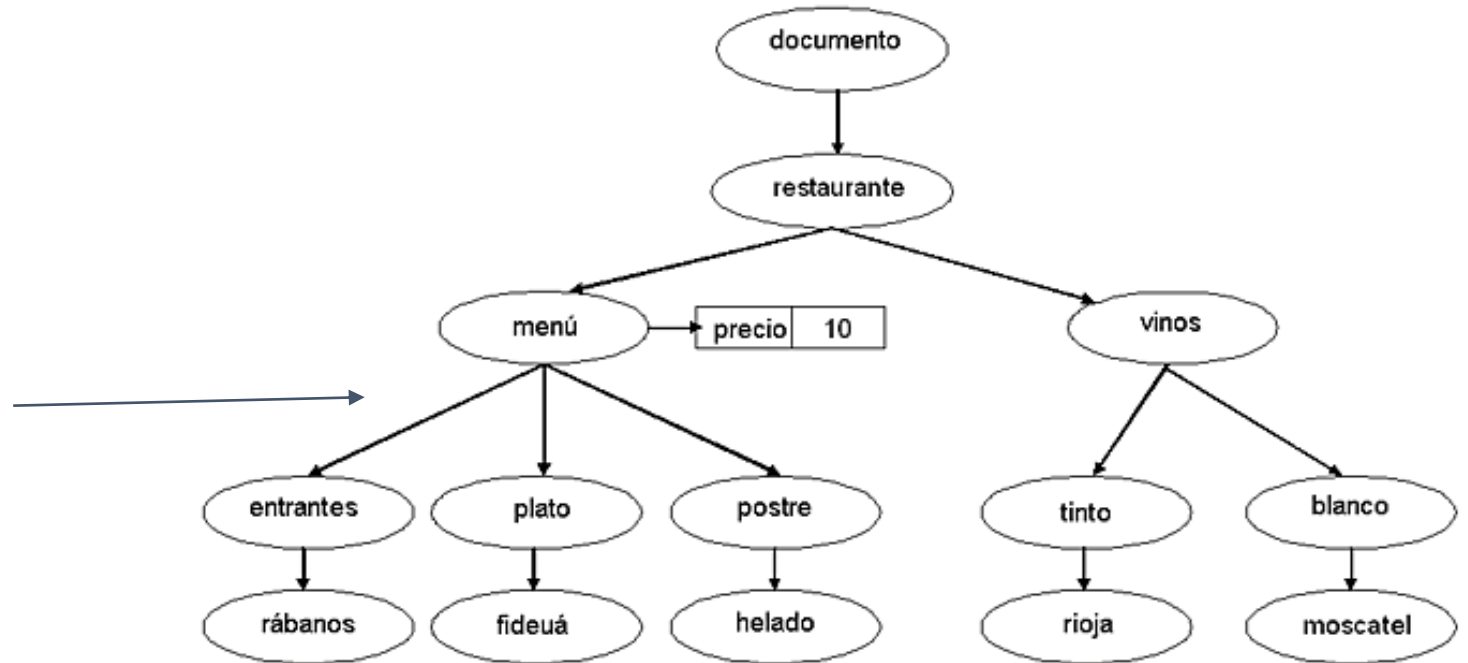 documento
restaurante
menú
precio 10
vinos
entrantes
plato
postre
tinto
blanco
rábanos
fideuá
helado
rioja
moscatel